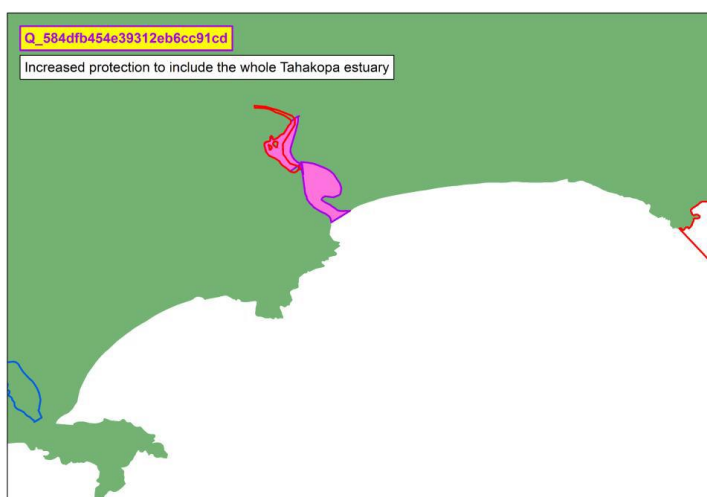 Q_584dfb454e39312eb6cc91cd
Increased protection to include the whole Tahakopa estuary